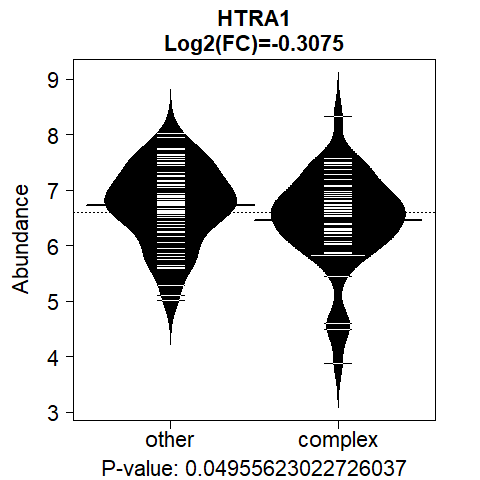 HTRA1
Log2(FC)=-0.3075
Abundance
9
8
7
6
5
4
3
other complex
P-value: 0.04955623022726037